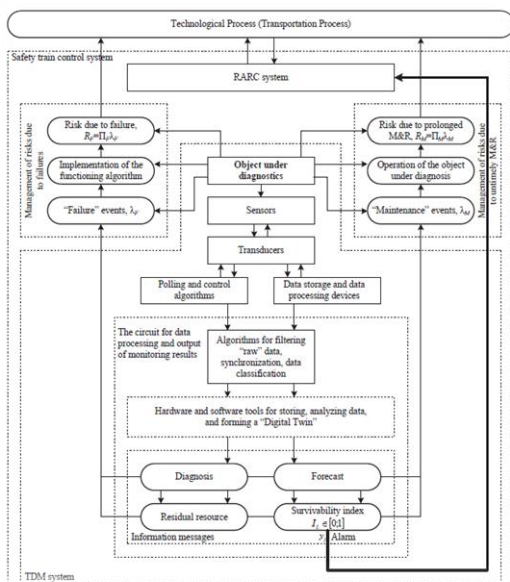 Technological Process (Transportation Process)
Safety train control system
RARC system
Management of risks due
to failures
Risk due to failure,
R_F=Π_Fλ_F
Implementation of the
functioning algorithm
"Failure" events, λ_F
Object under
diagnostics
Risk due to prolonged
M&R, R_M=Π_Mλ_M
Operation of the object
under diagnosis
"Maintenance" events, λ_M
Management of risks due
to untimely M&R
Sensors
Transducers
Polling and control
algorithms
Data storage and data
processing devices
The circuit for data
processing and output
of monitoring results
Algorithms for filtering
"raw" data,
synchronization, data
classification
Hardware and software tools for storing, analyzing data,
and forming a "Digital Twin"
Diagnosis
Forecast
Residual resource
Survivability index
∈[0;1]
Information messages
Alarm
TDM system